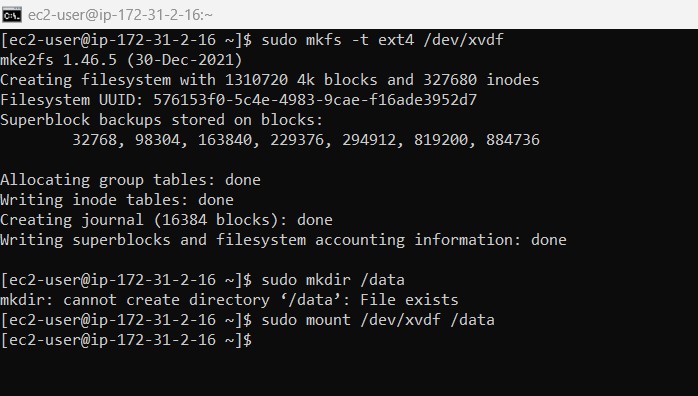 ec2-user@ip-172-31-2-16:~
[ec2-user@ip-172-31-2-16 ~]$ sudo mkfs -t ext4 /dev/xvdf
mke2fs 1.46.5 (30-Dec-2021)
Creating filesystem with 1310720 4k blocks and 327680 inodes
Filesystem UUID: 576153f0-5c4e-4983-9cae-f16ade3952d7
Superblock backups stored on blocks:
        32768, 98304, 163840, 229376, 294912, 819200, 884736
Allocating group tables: done
Writing inode tables: done
Creating journal (16384 blocks): done
Writing superblocks and filesystem accounting information: done
[ec2-user@ip-172-31-2-16 ~]$ sudo mkdir /data
mkdir: cannot create directory ‘/data’: File exists
[ec2-user@ip-172-31-2-16 ~]$ sudo mount /dev/xvdf /data
[ec2-user@ip-172-31-2-16 ~]$